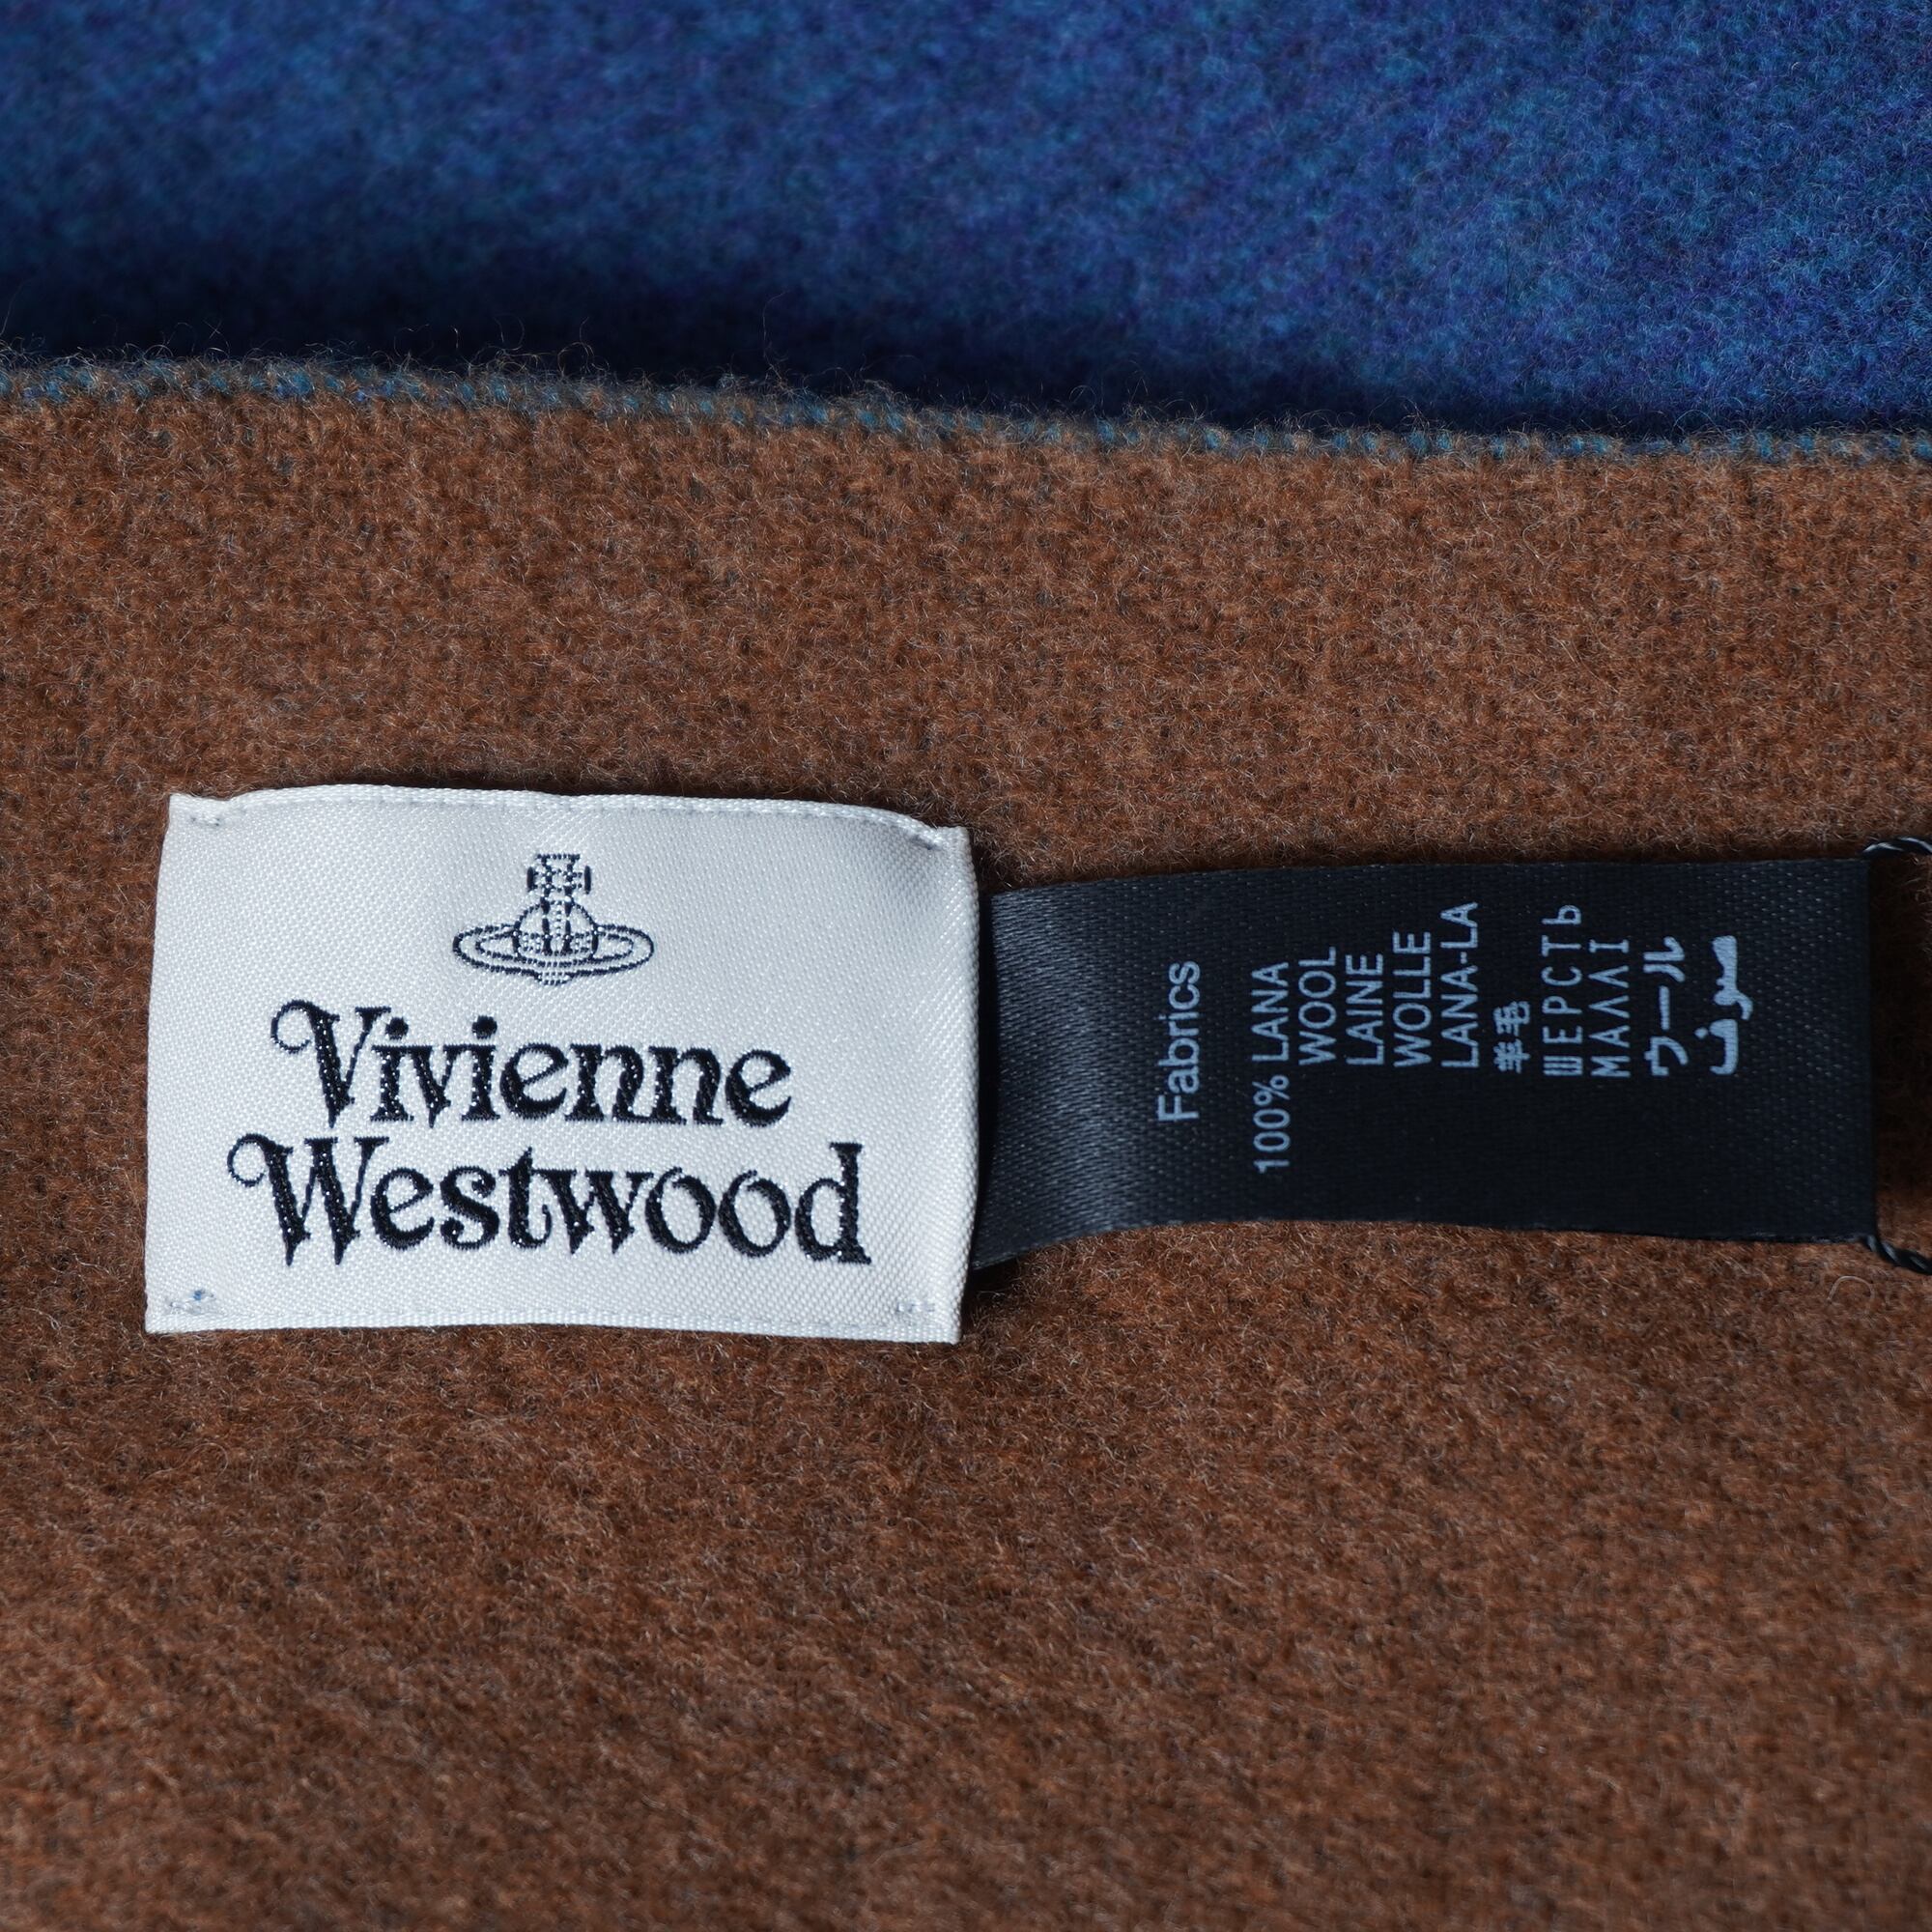 Vivienne
Westwood
Fabrics
100% LANA
WOOL
LAINE
WOLLE
LANA-LA
羊毛
ШЕРСТЬ
ΜΑΛΛΙ
ウール
صوف